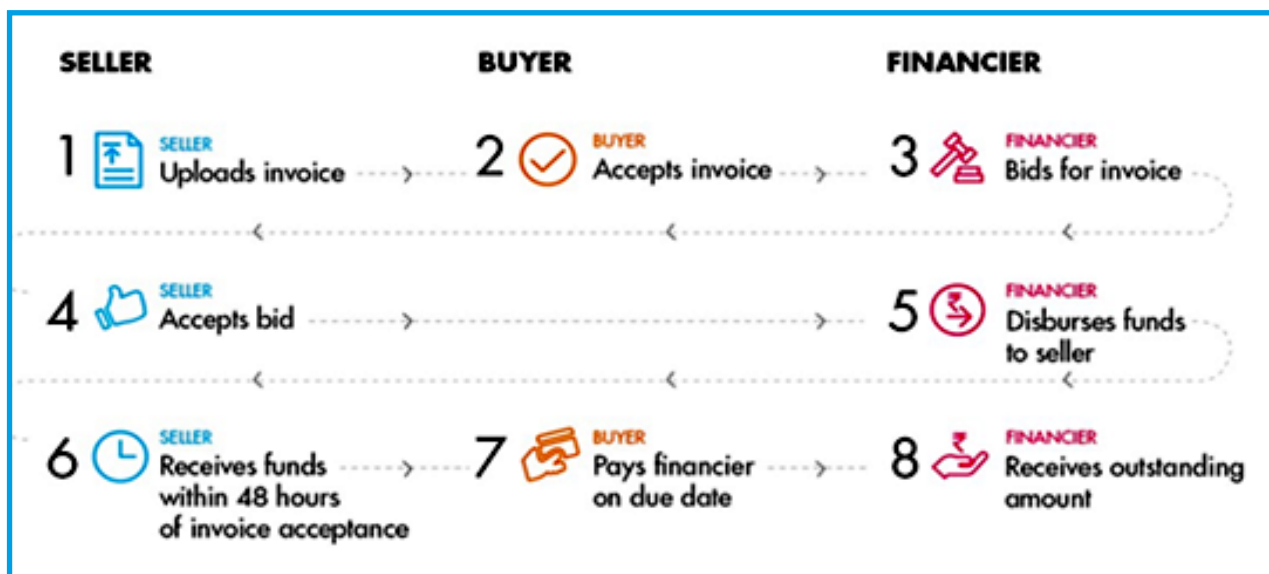 SELLER
BUYER
FINANCIER
1
SELLER
Uploads invoice
2
BUYER
Accepts invoice
3
FINANCIER
Bids for invoice
4
SELLER
Accepts bid
5
FINANCIER
Disburses funds
to seller
6
SELLER
Receives funds
within 48 hours
of invoice acceptance
7
BUYER
Pays financier
on due date
8
FINANCIER
Receives outstanding
amount